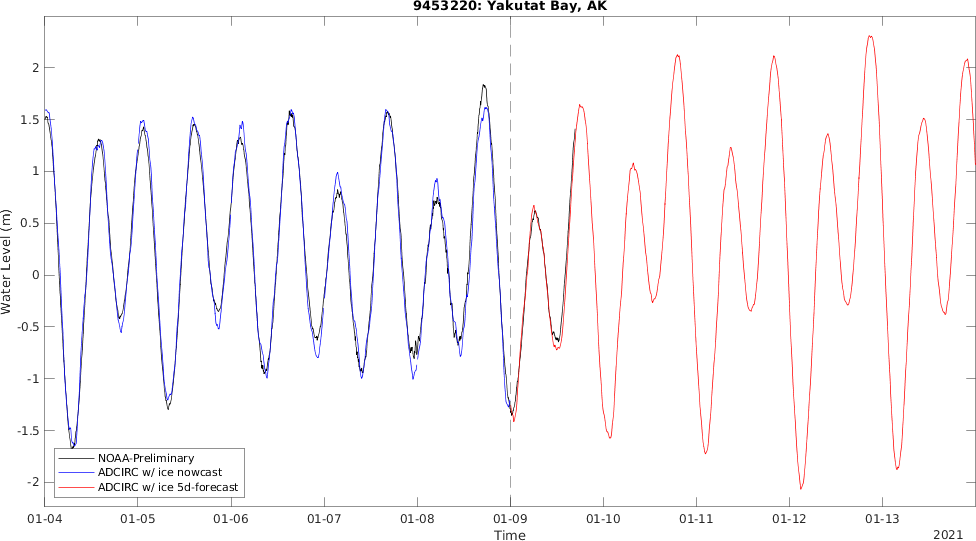 9453220: Yakutat Bay, AK
Water Level (m)
2
1.5
1
0.5
0
-0.5
-1
-1.5
-2
NOAA-Preliminary
ADCIRC w/ ice nowcast
ADCIRC w/ ice 5d-forecast
01-04 01-05 01-06 01-07 01-08 01-09 01-10 01-11 01-12 01-13
Time
2021